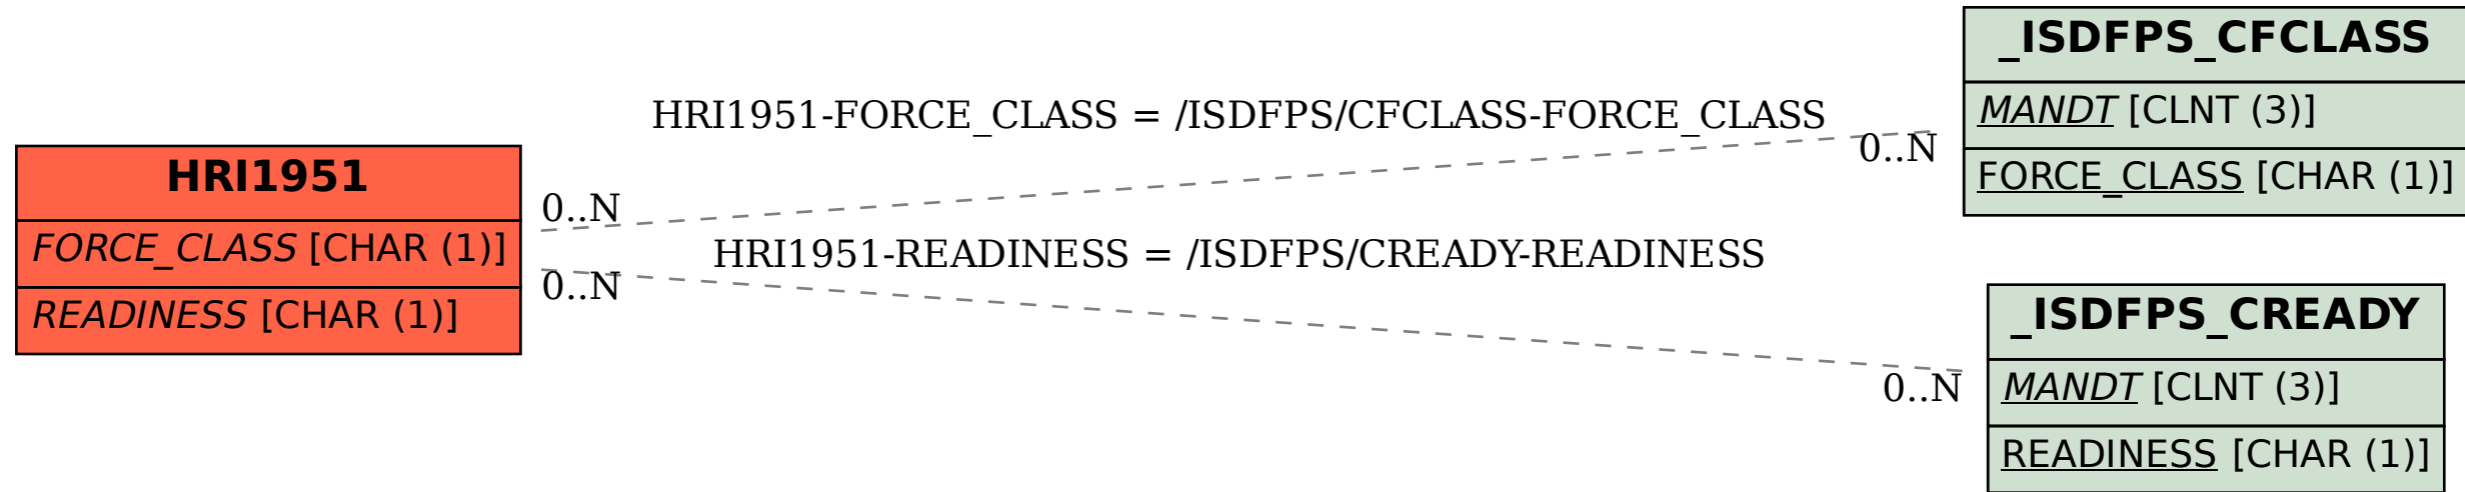 HRI1951
FORCE_CLASS [CHAR (1)]
READINESS [CHAR (1)]
HRI1951-FORCE_CLASS = /ISDFPS/CFCLASS-FORCE_CLASS
0..N
0..N
HRI1951-READINESS = /ISDFPS/CREADY-READINESS
0..N
0..N
_ISDFPS_CFCLASS
MANDT [CLNT (3)]
FORCE_CLASS [CHAR (1)]
_ISDFPS_CREADY
MANDT [CLNT (3)]
READINESS [CHAR (1)]